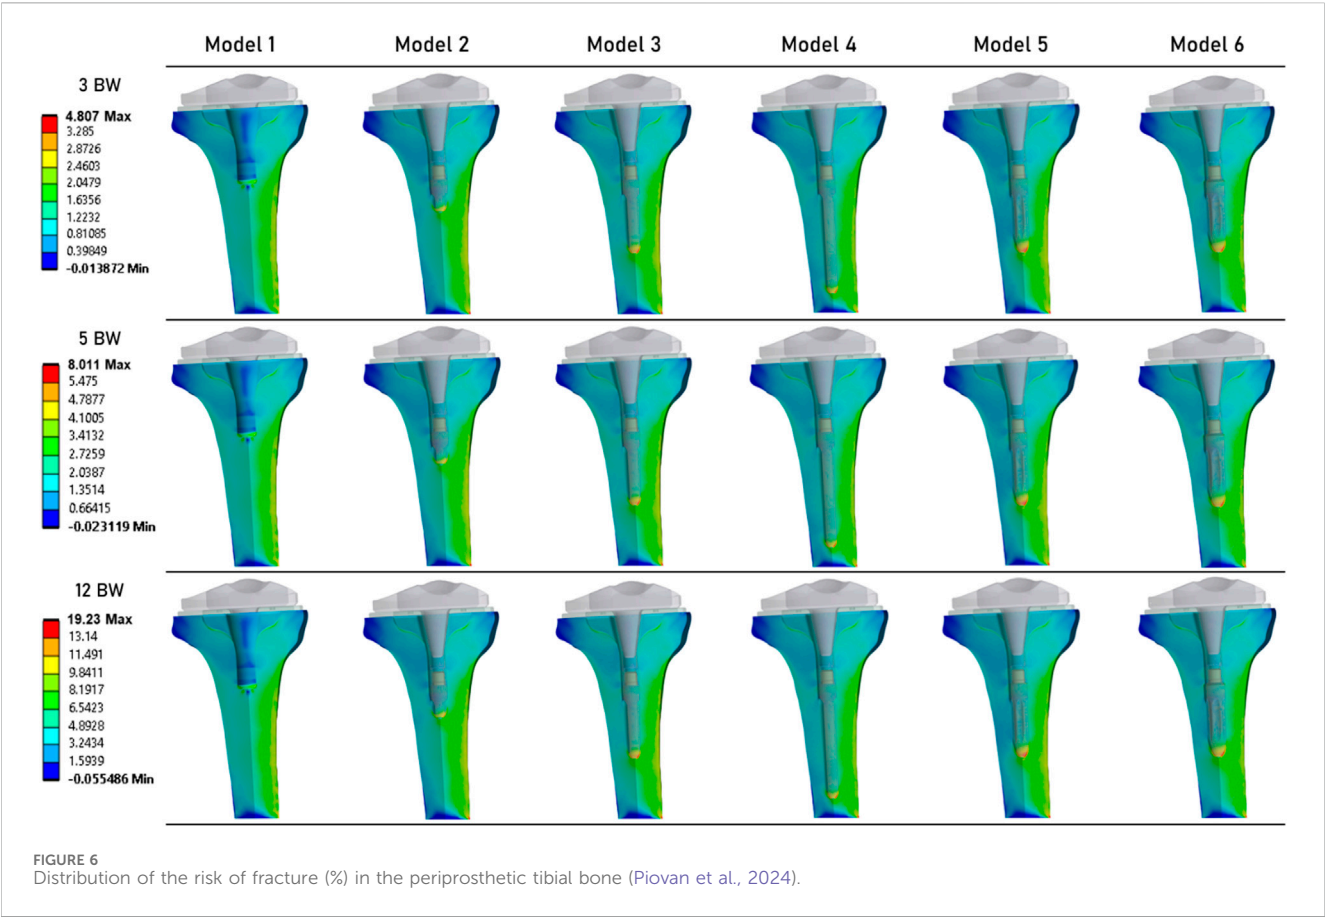 Model 1 Model 2 Model 3 Model 4 Model 5 Model 6
3 BW
4.807 Max
3.285
2.8726
2.4603
2.0479
1.6356
1.2232
0.81085
0.39849
-0.013872 Min
5 BW
8.011 Max
5.475
4.7877
4.1005
3.4132
2.7259
2.0387
1.3514
0.66415
-0.023119 Min
12 BW
19.23 Max
13.14
11.491
9.8411
8.1917
6.5423
4.8928
3.2434
1.5939
-0.055486 Min
FIGURE 6
Distribution of the risk of fracture (%) in the periprosthetic tibial bone (Piovan et al., 2024).